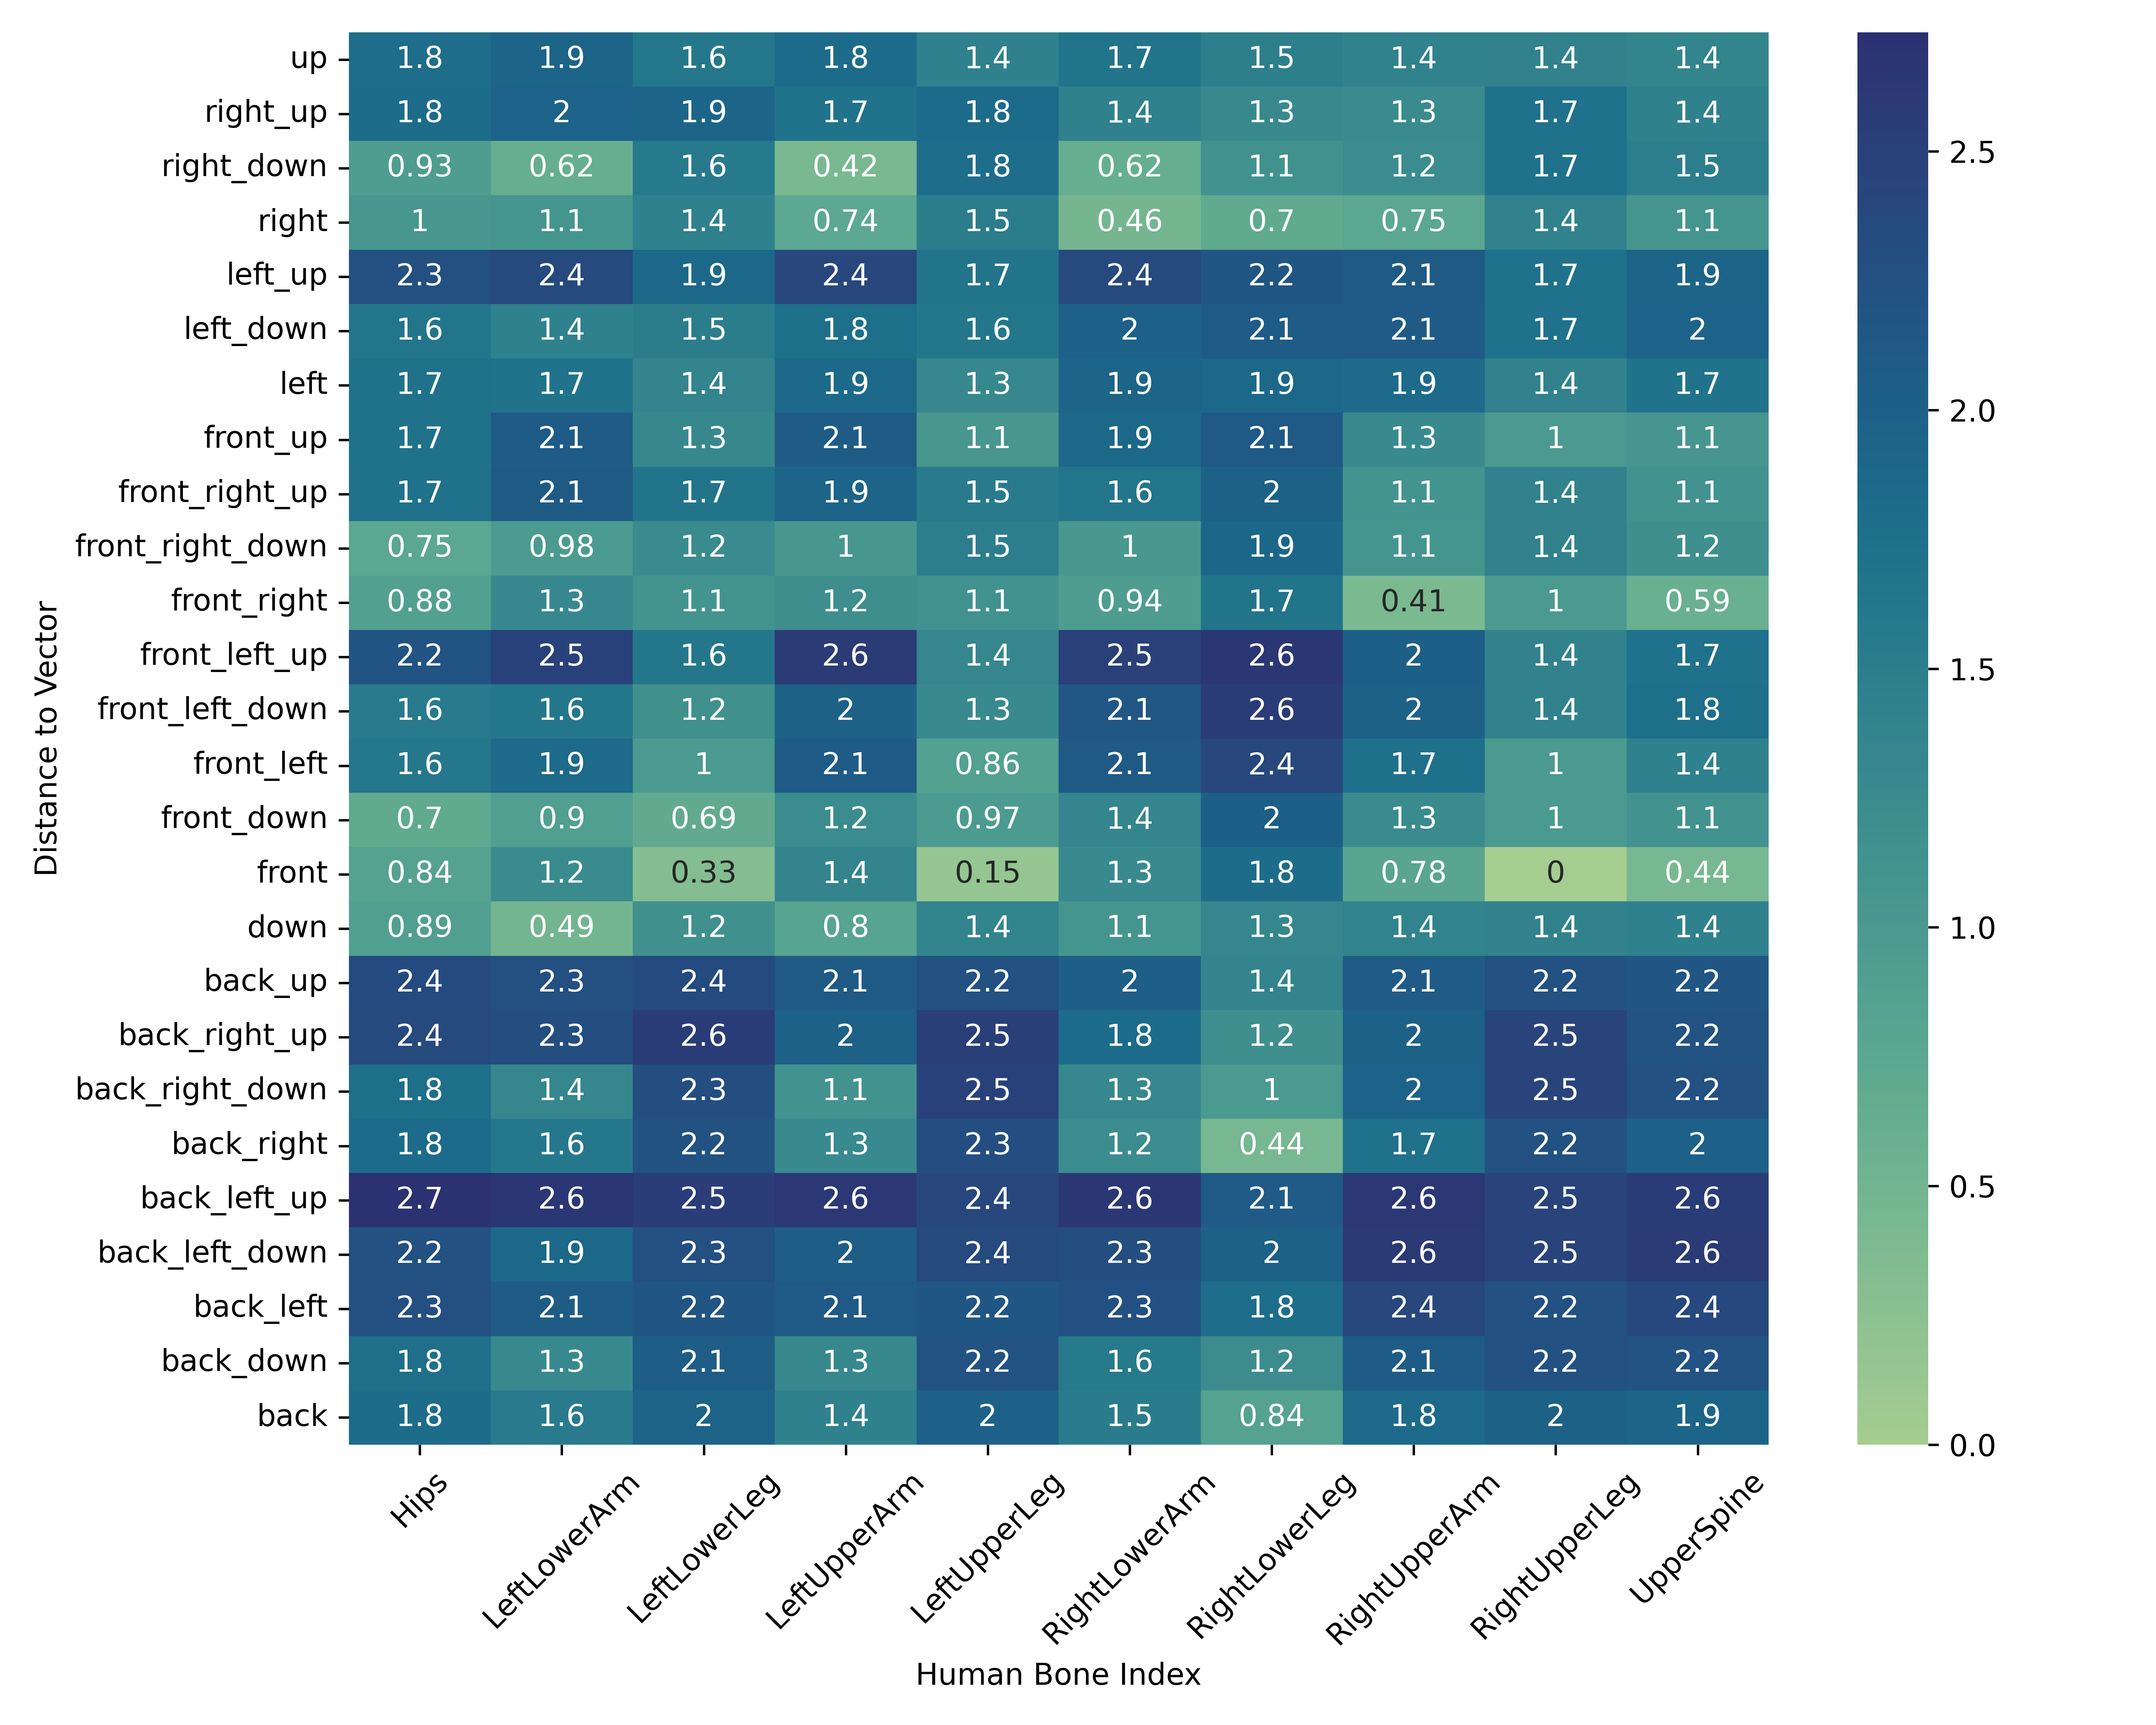 up 1.8 1.9 1.6 1.8 1.4 1.7 1.5 1.4 1.4 1.4
right_up 1.8 2 1.9 1.7 1.8 1.4 1.3 1.3 1.7 1.4
right_down 0.93 0.62 1.6 0.42 1.8 0.62 1.1 1.2 1.7 1.5
right 1 1.1 1.4 0.74 1.5 0.46 0.7 0.75 1.4 1.1
left_up 2.3 2.4 1.9 2.4 1.7 2.4 2.2 2.1 1.7 1.9
left_down 1.6 1.4 1.5 1.8 1.6 2 2.1 2.1 1.7 2
left 1.7 1.7 1.4 1.9 1.3 1.9 1.9 1.9 1.4 1.7
front_up 1.7 2.1 1.3 2.1 1.1 1.9 2.1 1.3 1 1.1
front_right_up 1.7 2.1 1.7 1.9 1.5 1.6 2 1.1 1.4 1.1
front_right_down 0.75 0.98 1.2 1 1.5 1 1.9 1.1 1.4 1.2
front_right 0.88 1.3 1.1 1.2 1.1 0.94 1.7 0.41 1 0.59
front_left_up 2.2 2.5 1.6 2.6 1.4 2.5 2.6 2 1.4 1.7
front_left_down 1.6 1.6 1.2 2 1.3 2.1 2.6 2 1.4 1.8
front_left 1.6 1.9 1 2.1 0.86 2.1 2.4 1.7 1 1.4
front_down 0.7 0.9 0.69 1.2 0.97 1.4 2 1.3 1 1.1
front 0.84 1.2 0.33 1.4 0.15 1.3 1.8 0.78 0 0.44
down 0.89 0.49 1.2 0.8 1.4 1.1 1.3 1.4 1.4 1.4
back_up 2.4 2.3 2.4 2.1 2.2 2 1.4 2.1 2.2 2.2
back_right_up 2.4 2.3 2.6 2 2.5 1.8 1.2 2 2.5 2.2
back_right_down 1.8 1.4 2.3 1.1 2.5 1.3 1 2 2.5 2.2
back_right 1.8 1.6 2.2 1.3 2.3 1.2 0.44 1.7 2.2 2
back_left_up 2.7 2.6 2.5 2.6 2.4 2.6 2.1 2.6 2.5 2.6
back_left_down 2.2 1.9 2.3 2 2.4 2.3 2 2.6 2.5 2.6
back_left 2.3 2.1 2.2 2.1 2.2 2.3 1.8 2.4 2.2 2.4
back_down 1.8 1.3 2.1 1.3 2.2 1.6 1.2 2.1 2.2 2.2
back 1.8 1.6 2 1.4 2 1.5 0.84 1.8 2 1.9
Hips LeftLowerArm LeftLowerLeg LeftUpperArm LeftUpperLeg RightLowerArm RightLowerLeg RightUpperArm RightUpperLeg UpperSpine
Human Bone Index
Distance to Vector
2.5
2.0
1.5
1.0
0.5
0.0